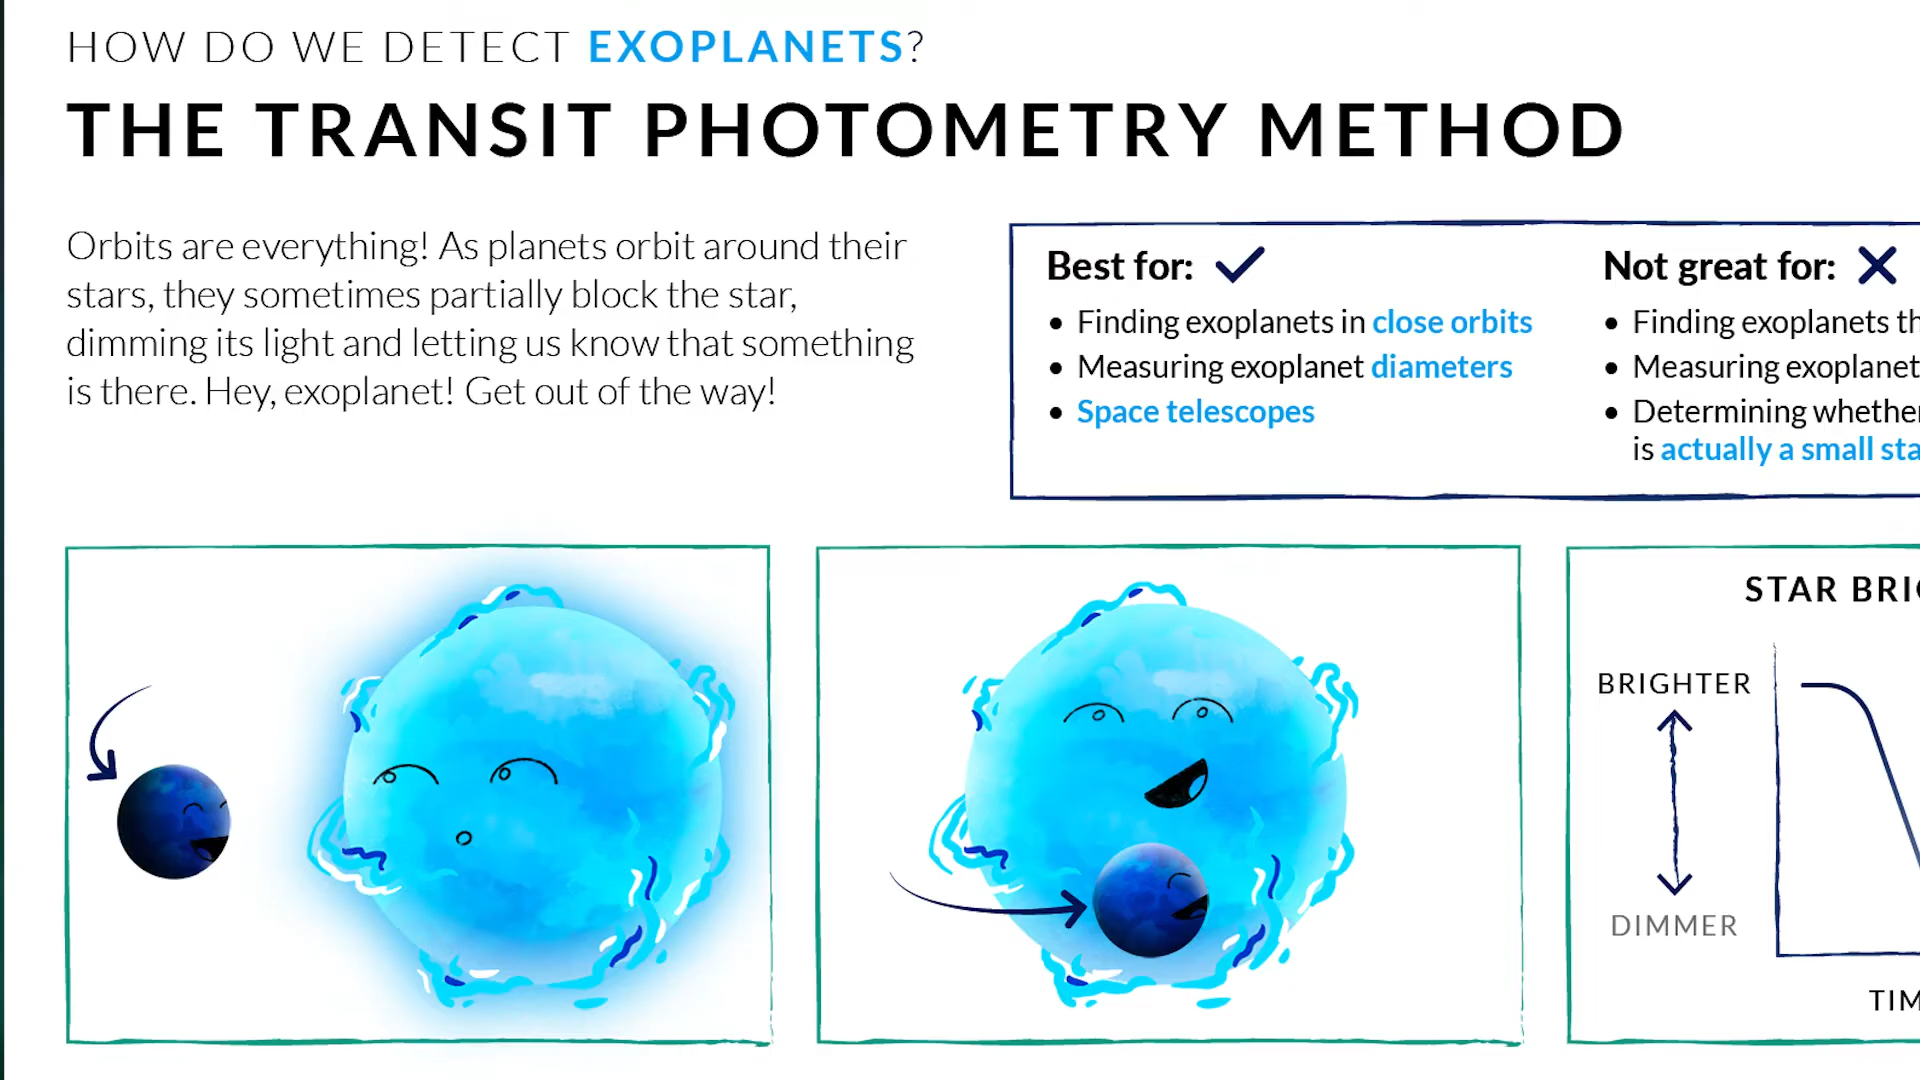 HOW DO WE DETECT EXOPLANETS?
THE TRANSIT PHOTOMETRY METHOD
Orbits are everything! As planets orbit around their
stars, they sometimes partially block the star,
dimming its light and letting us know that something
is there. Hey, exoplanet! Get out of the way!
Best for:
• Finding exoplanets in close orbits
• Measuring exoplanet diameters
• Space telescopes
Not great for:
• Finding exoplanets
• Measuring exoplanet
• Determining whether
is actually a small
STAR
BRIGHTER
DIMMER